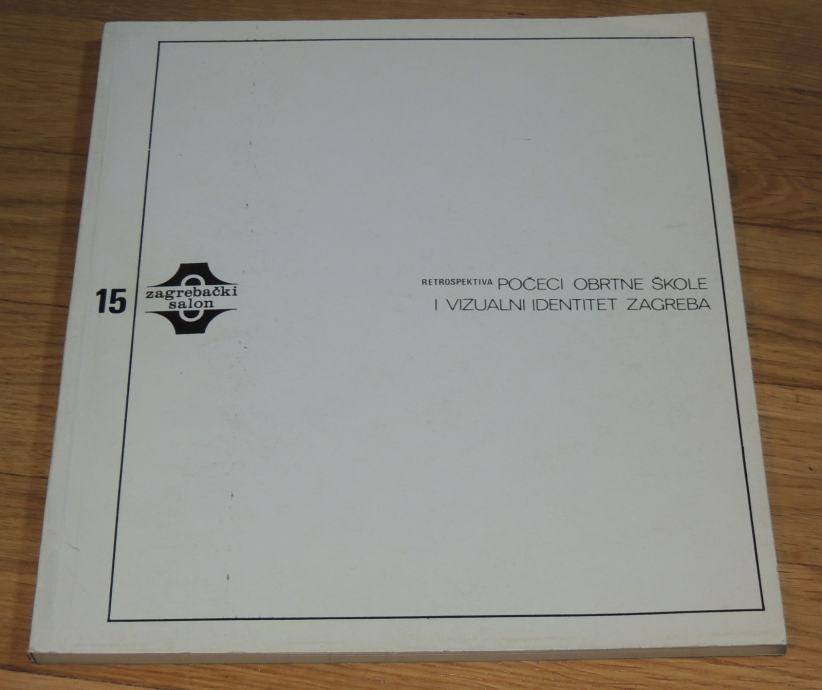 15
zagrebački
salon
RETROSPEKTIVA POČECI OBRTNE ŠKOLE
I VIZUALNI IDENTITET ZAGREBA